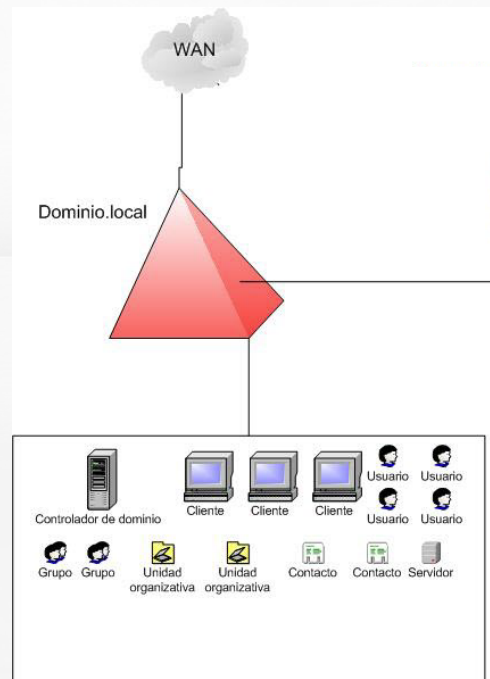 WAN
Dominio.local
Controlador de dominio
Cliente
Cliente
Cliente
Usuario
Usuario
Usuario
Usuario
Grupo
Grupo
Unidad
organizativa
Unidad
organizativa
Contacto
Contacto
Servidor